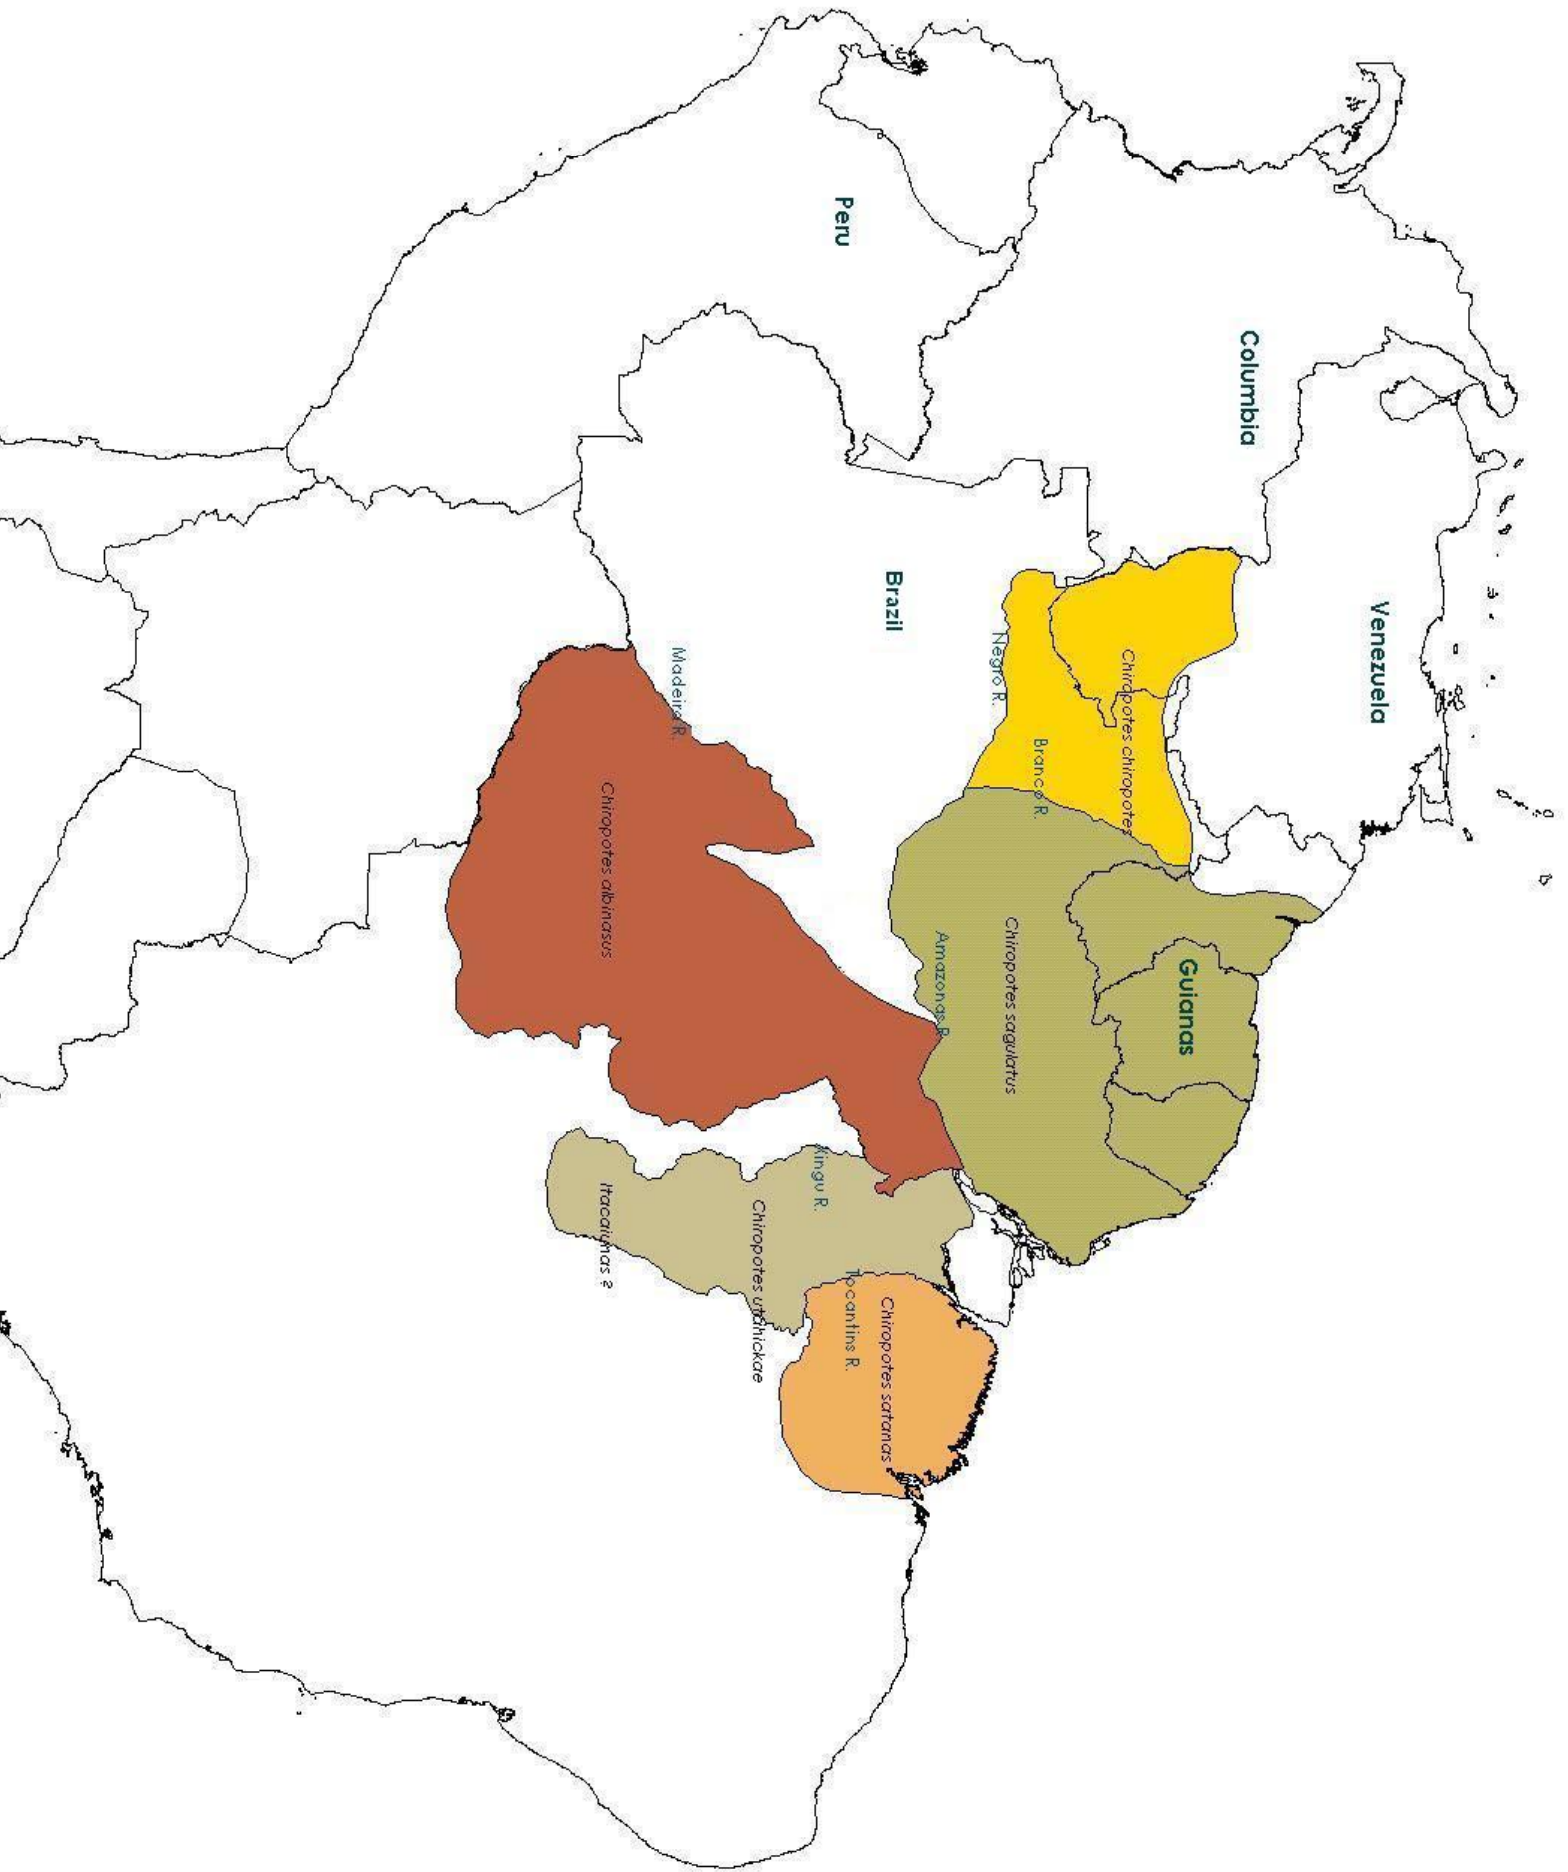 Venezuela
Columbia
Guianas
Chiropotes chiropotes
Branco R.
Chiropotes sagulatus
Negro R.
Amazonas R.
Brazil
Chiropotes satanas
Tocantins R.
Peru
Xingu R.
Chiropotes utahickae
Madeira R.
Chiropotes albinasus
Itacaiunas ?